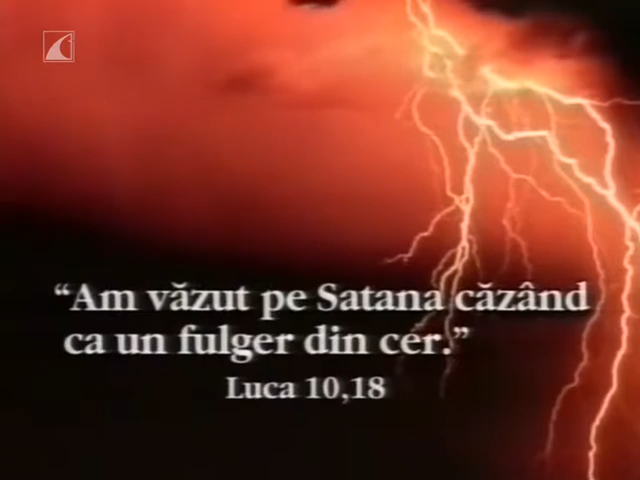 “Am văzut pe Satana căzând
ca un fulger din cer.”
Luca 10,18